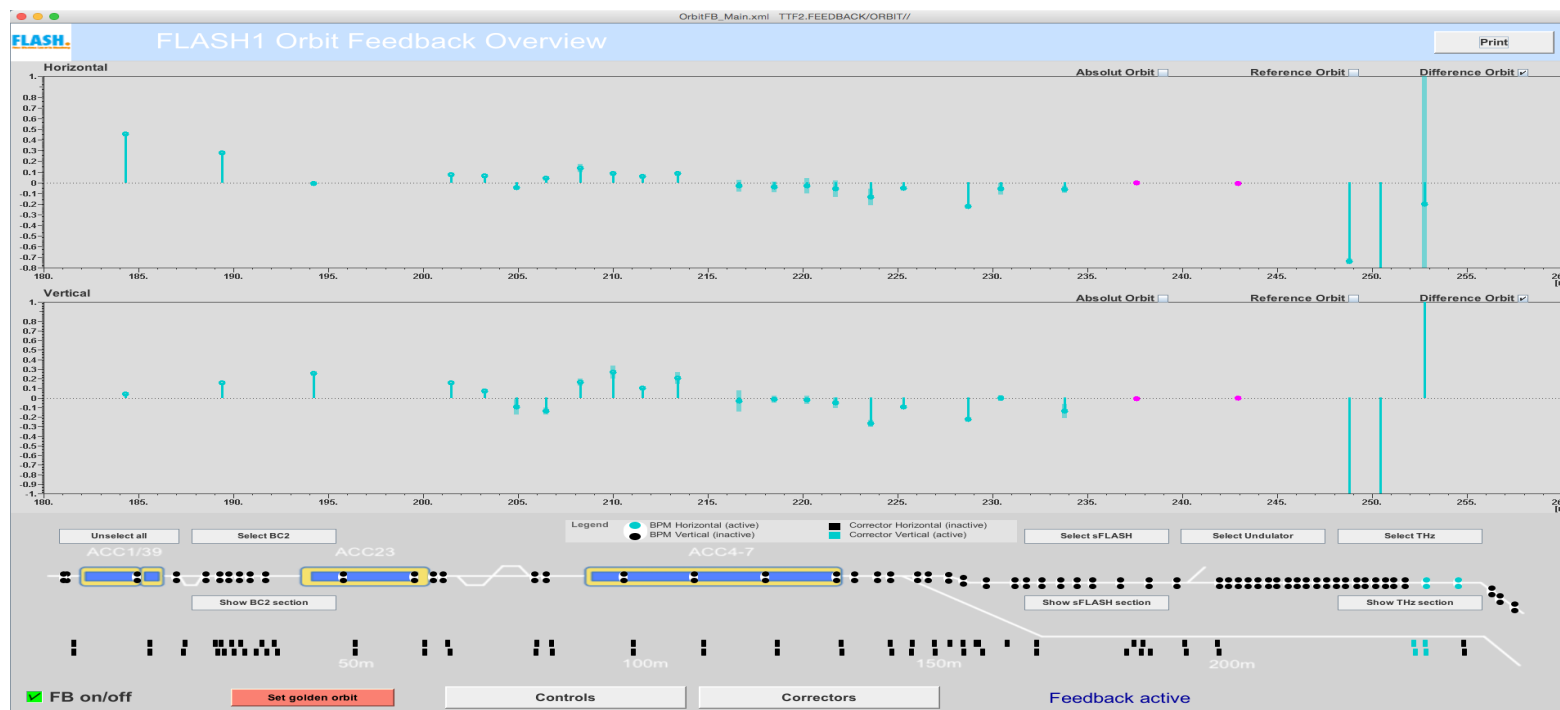 OrbitFB_Main.xml TTF2.FEEDBACK/ORBIT//
FLASH.
FLASH1 Orbit Feedback Overview
Print
Horizontal
Absolut Orbit
Reference Orbit
Difference Orbit
1.
0.8
0.7
0.6
0.5
0.4
0.3
0.2
0.1
0
-0.1
-0.2
-0.3
-0.4
-0.5
-0.6
-0.7
-0.8
180. 185. 190. 195. 200. 205. 210. 215. 220. 225. 230. 235. 240. 245. 250. 255.
Vertical
Absolut Orbit
Reference Orbit
Difference Orbit
1.
0.8
0.7
0.6
0.5
0.4
0.3
0.2
0.1
0
-0.1
-0.2
-0.3
-0.4
-0.5
-0.6
-0.7
-0.8
-0.9
-1.
180. 185. 190. 195. 200. 205. 210. 215. 220. 225. 230. 235. 240. 245. 250. 255.
Legend
BPM Horizontal (active)
BPM Vertical (inactive)
Corrector Horizontal (inactive)
Corrector Vertical (active)
Unselect all
Select BC2
Select sFLASH
Select Undulator
Select THz
ACC1/39
ACC23
ACC4-7
Show BC2 section
Show sFLASH section
Show THz section
50m
100m
150m
200m
FB on/off
Set golden orbit
Controls
Correctors
Feedback active